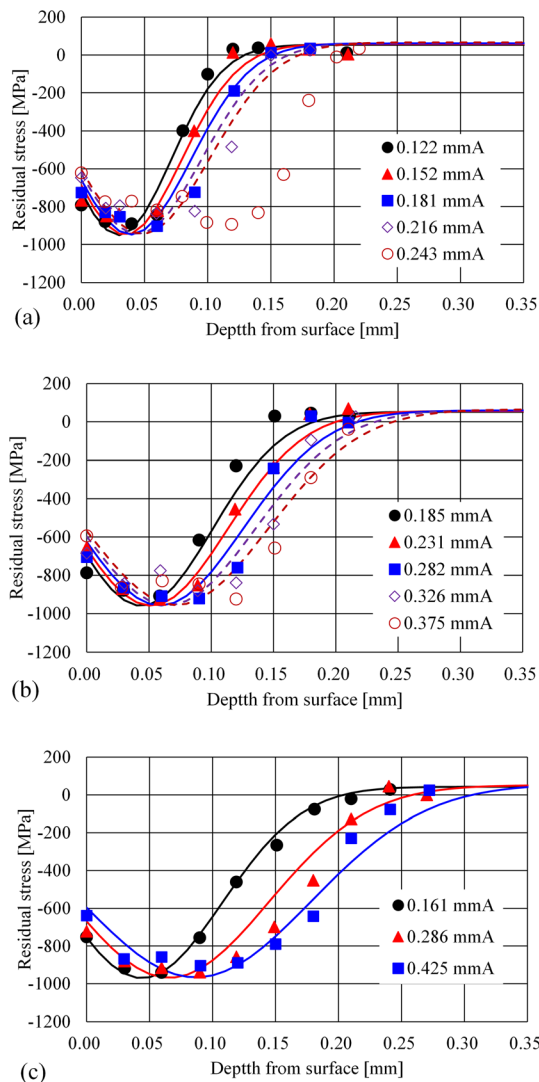 200
0
-200
-400
-600
-800
-1000
-1200
Residual stress [MPa]
0.122 mmA
0.152 mmA
0.181 mmA
0.216 mmA
0.243 mmA
0.00 0.05 0.10 0.15 0.20 0.25 0.30 0.35
(a)
Deptth from surface [mm]
200
0
-200
-400
-600
-800
-1000
-1200
Residual stress [MPa]
0.185 mmA
0.231 mmA
0.282 mmA
0.326 mmA
0.375 mmA
0.00 0.05 0.10 0.15 0.20 0.25 0.30 0.35
(b)
Deptth from surface [mm]
200
0
-200
-400
-600
-800
-1000
-1200
Residual stress [MPa]
0.161 mmA
0.286 mmA
0.425 mmA
0.00 0.05 0.10 0.15 0.20 0.25 0.30 0.35
(c)
Deptth from surface [mm]